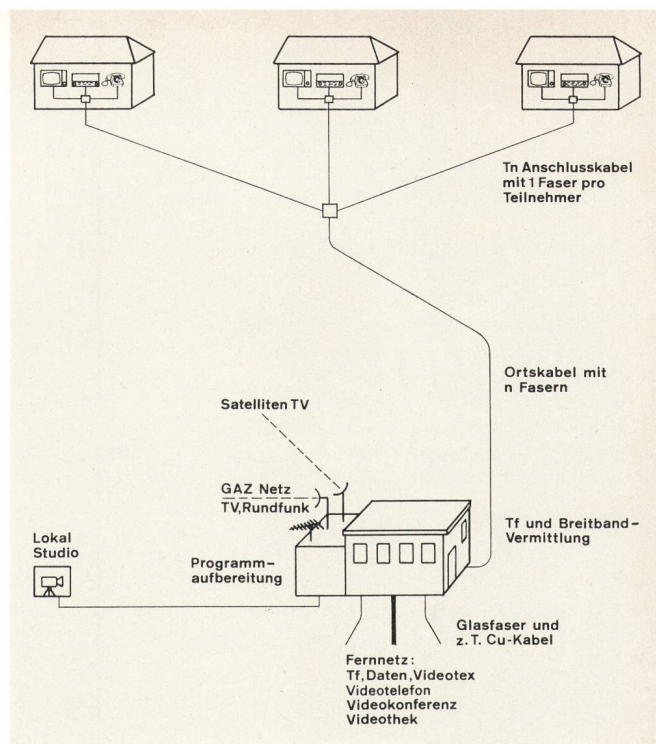 Tn Anschlusskabel
mit 1 Faser pro
Teilnehmer
Ortskabel mit
n Fasern
Satelliten TV
GAZ Netz
TV,Rundfunk
Lokal
Studio
Programm-
aufbereitung
Tf und Breitband-
Vermittlung
Glasfaser und
z.T. Cu-Kabel
Fernnetz:
Tf,Daten,Videotex
Videotelefon
Videokonferenz
Videothek